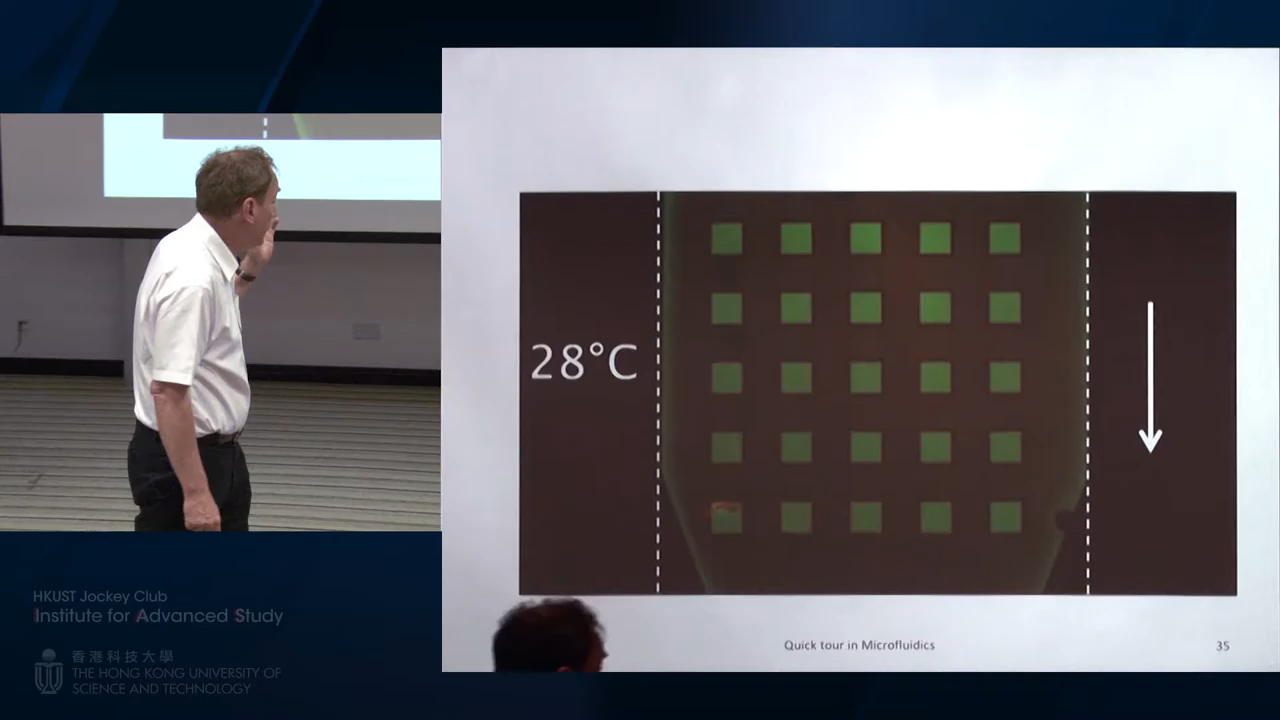 28°C
Quick tour in Microfluidics
35
HKUST Jockey Club
Institute for Advanced Study
香港科技大學
THE HONG KONG UNIVERSITY OF
SCIENCE AND TECHNOLOGY